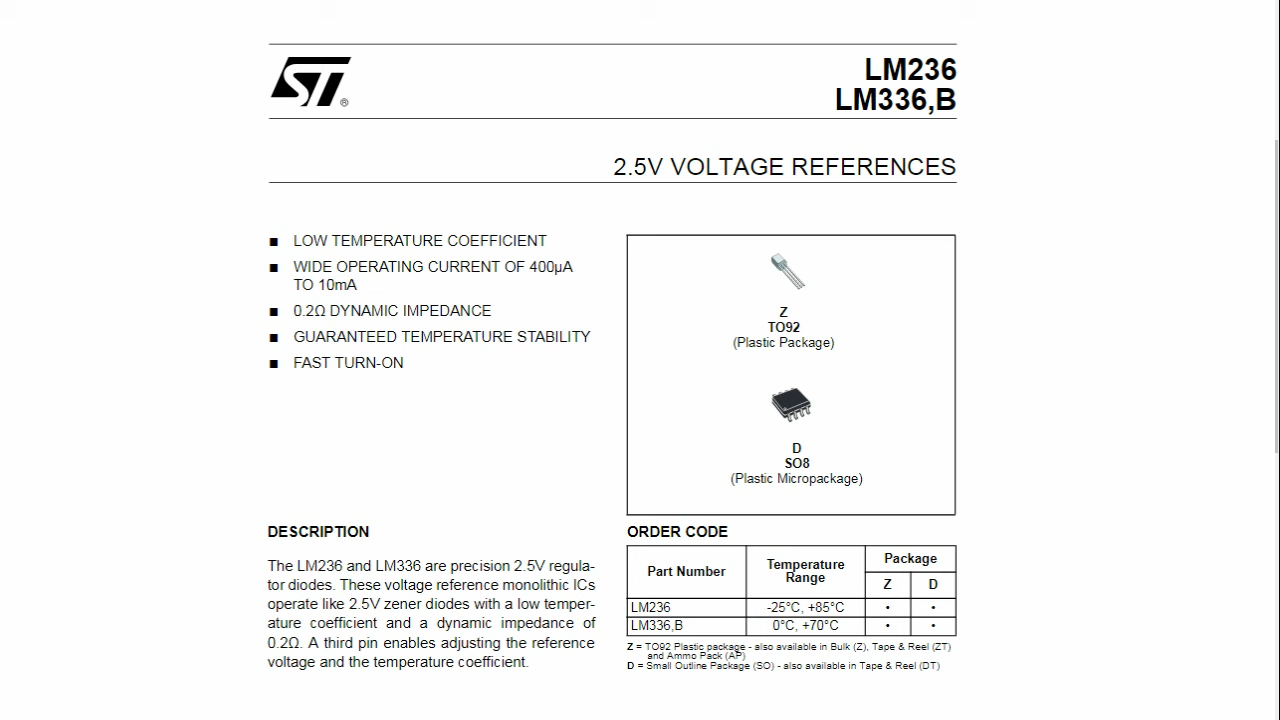 ST®
LM236
LM336,B
2.5V VOLTAGE REFERENCES
■ LOW TEMPERATURE COEFFICIENT
■ WIDE OPERATING CURRENT OF 400μA
TO 10mA
■ 0.2Ω DYNAMIC IMPEDANCE
■ GUARANTEED TEMPERATURE STABILITY
■ FAST TURN-ON
Z
TO92
(Plastic Package)
D
SO8
(Plastic Micropackage)
DESCRIPTION
The LM236 and LM336 are precision 2.5V regula-
tor diodes. These voltage reference monolithic ICs
operate like 2.5V zener diodes with a low temper-
ature coefficient and a dynamic impedance of
0.2Ω. A third pin enables adjusting the reference
voltage and the temperature coefficient.
ORDER CODE
Part Number Temperature Range Package
Z D
LM236 -25°C, +85°C • •
LM336,B 0°C, +70°C • •
Z = TO92 Plastic package - also available in Bulk (Z), Tape & Reel (ZT)
and Ammo Pack (AP)
D = Small Outline Package (SO) - also available in Tape & Reel (DT)